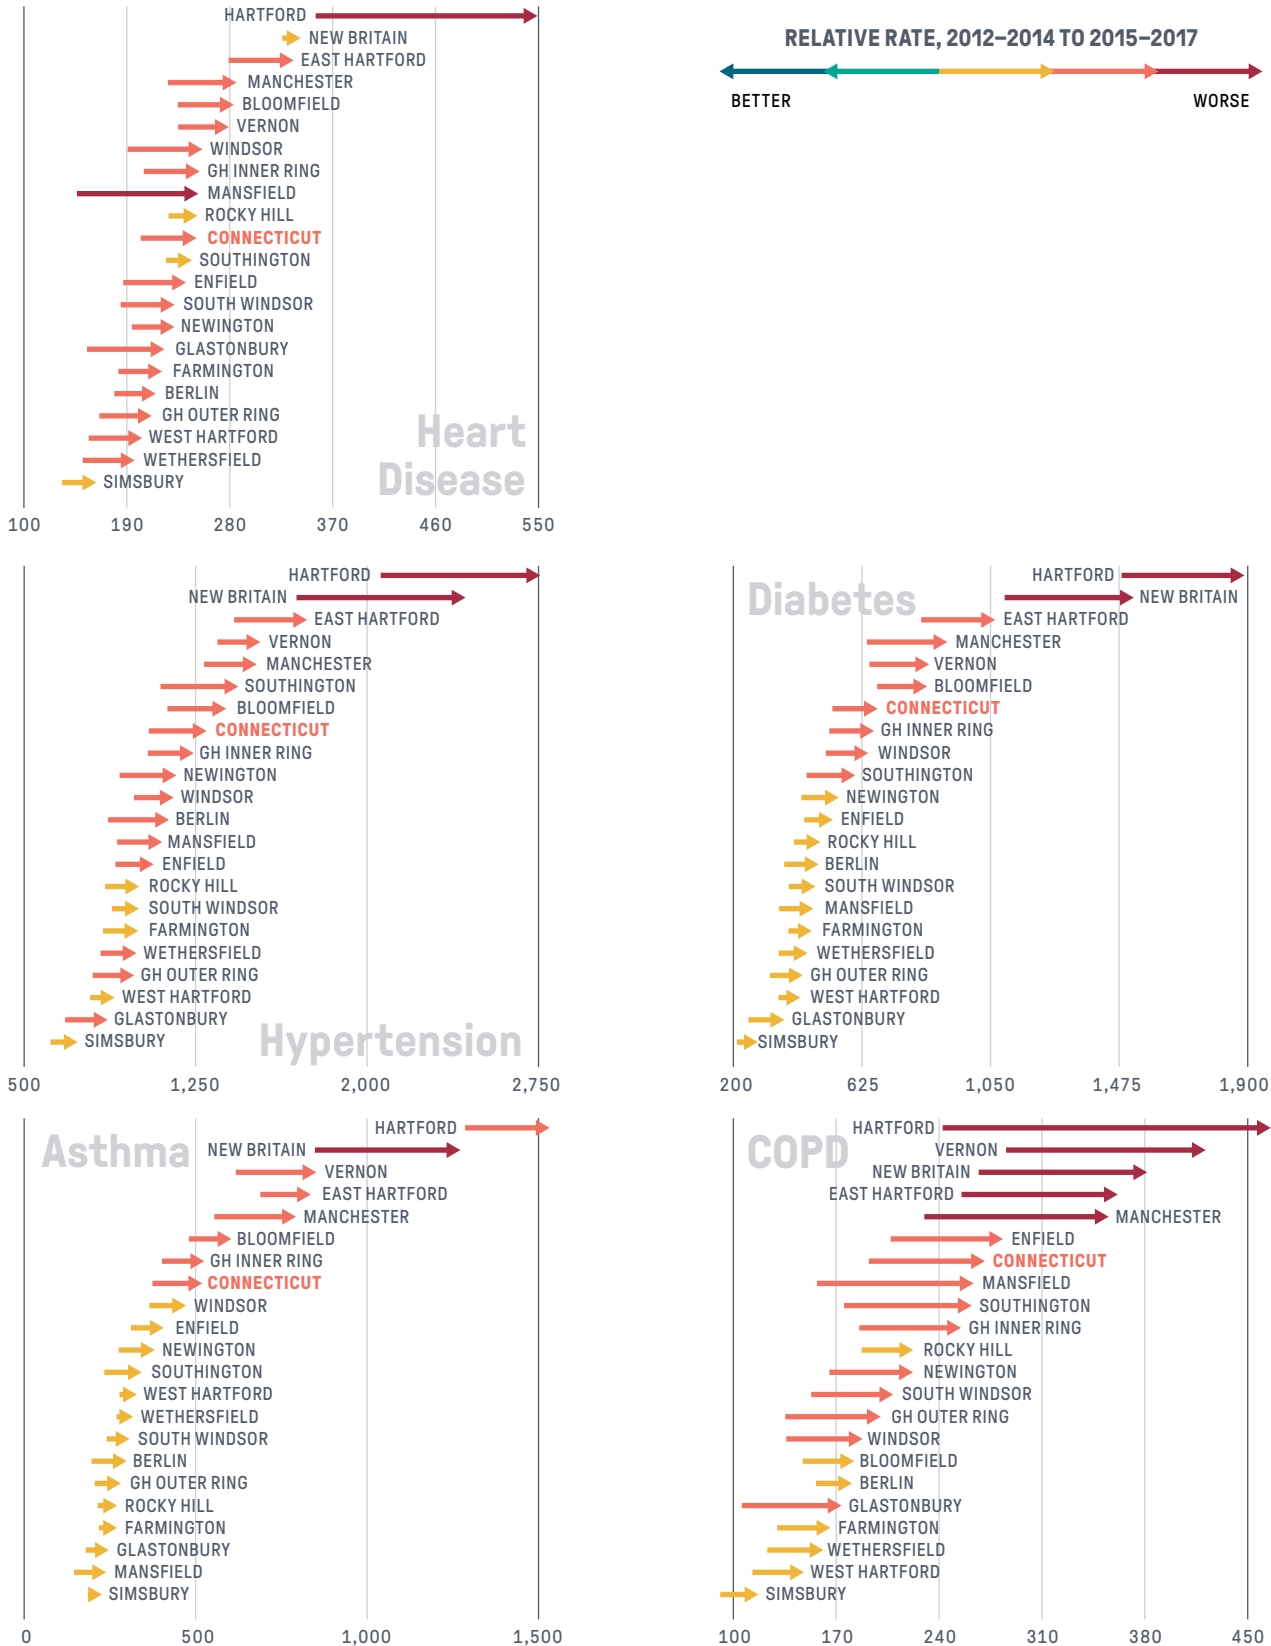 RELATIVE RATE, 2012–2014 TO 2015–2017
BETTER
WORSE
HARTFORD
NEW BRITAIN
EAST HARTFORD
MANCHESTER
BLOOMFIELD
VERNON
WINDSOR
GH INNER RING
MANSFIELD
ROCKY HILL
CONNECTICUT
SOUTHINGTON
ENFIELD
SOUTH WINDSOR
NEWINGTON
GLASTONBURY
FARMINGTON
BERLIN
GH OUTER RING
WEST HARTFORD
WETHERSFIELD
SIMSBURY
Heart
Disease
100 190 280 370 460 550
HARTFORD
NEW BRITAIN
EAST HARTFORD
VERNON
MANCHESTER
SOUTHINGTON
BLOOMFIELD
CONNECTICUT
GH INNER RING
NEWINGTON
WINDSOR
BERLIN
MANSFIELD
ENFIELD
ROCKY HILL
SOUTH WINDSOR
FARMINGTON
WETHERSFIELD
GH OUTER RING
WEST HARTFORD
GLASTONBURY
SIMSBURY
Hypertension
500 1,250 2,000 2,750
Diabetes
HARTFORD
NEW BRITAIN
EAST HARTFORD
MANCHESTER
VERNON
BLOOMFIELD
CONNECTICUT
GH INNER RING
WINDSOR
SOUTHINGTON
NEWINGTON
ENFIELD
ROCKY HILL
BERLIN
SOUTH WINDSOR
MANSFIELD
FARMINGTON
WETHERSFIELD
GH OUTER RING
WEST HARTFORD
GLASTONBURY
SIMSBURY
200 625 1,050 1,475 1,900
Asthma
HARTFORD
NEW BRITAIN
VERNON
EAST HARTFORD
MANCHESTER
BLOOMFIELD
GH INNER RING
CONNECTICUT
WINDSOR
ENFIELD
NEWINGTON
SOUTHINGTON
WEST HARTFORD
WETHERSFIELD
SOUTH WINDSOR
BERLIN
GH OUTER RING
ROCKY HILL
FARMINGTON
GLASTONBURY
MANSFIELD
SIMSBURY
0 500 1,000 1,500
COPD
HARTFORD
VERNON
NEW BRITAIN
EAST HARTFORD
MANCHESTER
ENFIELD
CONNECTICUT
MANSFIELD
SOUTHINGTON
GH INNER RING
ROCKY HILL
NEWINGTON
SOUTH WINDSOR
GH OUTER RING
WINDSOR
BLOOMFIELD
BERLIN
GLASTONBURY
FARMINGTON
WETHERSFIELD
WEST HARTFORD
SIMSBURY
100 170 240 310 380 450